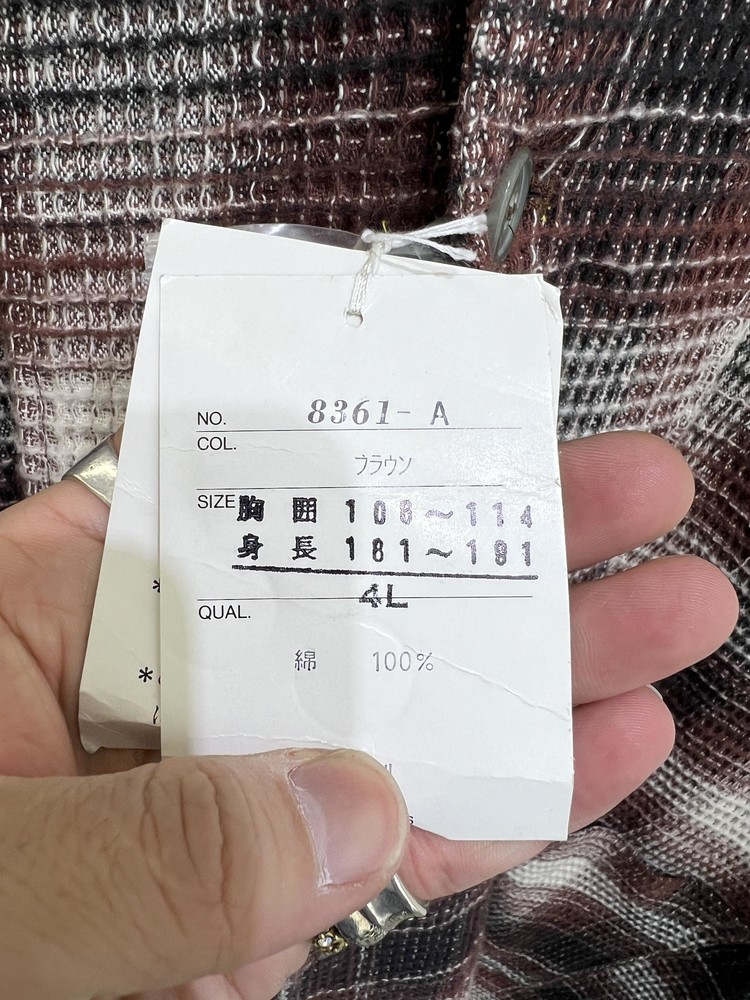 NO. 8361- A
COL.
ブラウン
SIZE 胸囲 108～114
身長 181～191
4L
QUAL.
綿 100%
*
*